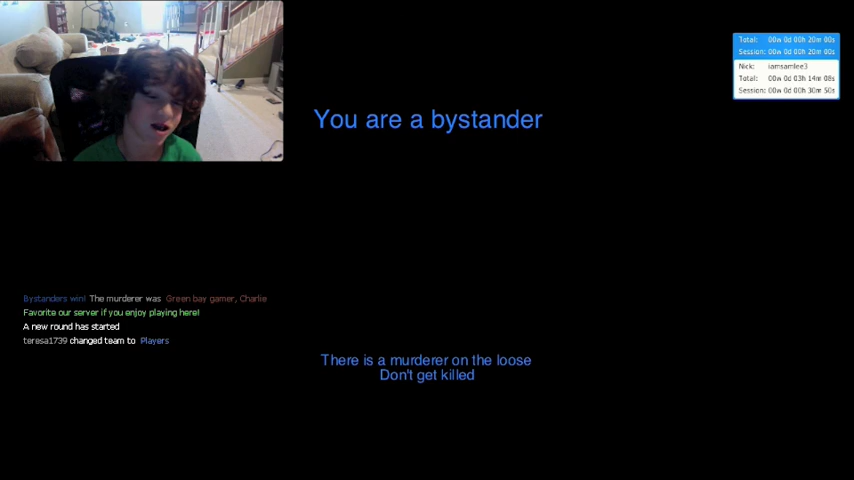 Total: 00w 0d 00h 20m 00s
Session: 00w 0d 00h 20m 00s
Nick: iamsamlee3
Total: 00w 0d 03h 14m 08s
Session: 00w 0d 00h 30m 50s
You are a bystander
Bystanders win! The murderer was Green bay gamer, Charlie
Favorite our server if you enjoy playing here!
A new round has started
teresa1739 changed team to Players
There is a murderer on the loose
Don't get killed